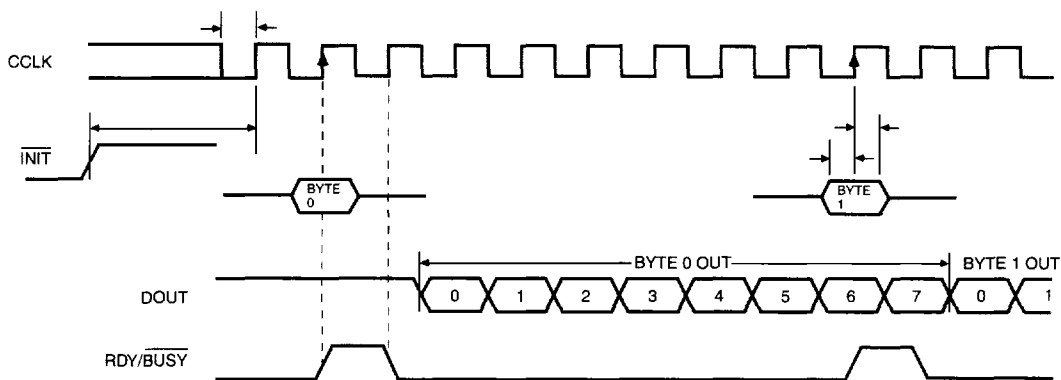 CCLK
INIT
BYTE
0
BYTE
1
BYTE 0 OUT
BYTE 1 OUT
DOUT
0 1 2 3 4 5 6 7 0 1
RDY/BUSY